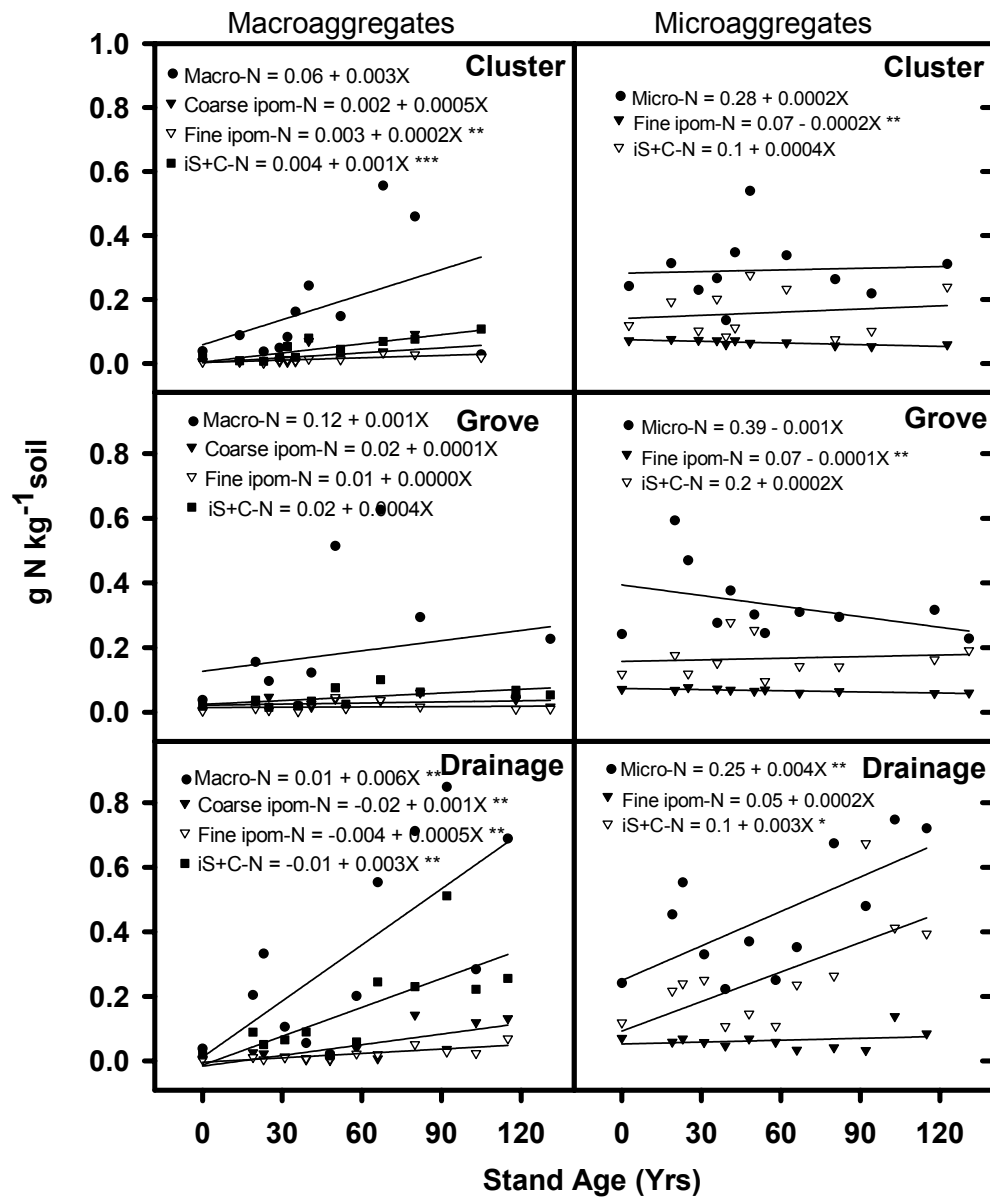 Macroaggregates
Microaggregates
g N kg-1 soil
1.0
0.8
0.6
0.4
0.2
0.0
Cluster
Macro-N = 0.06 + 0.003X
Coarse ipom-N = 0.002 + 0.0005X
Fine ipom-N = 0.003 + 0.0002X **
iS+C-N = 0.004 + 0.001X ***
Cluster
Micro-N = 0.28 + 0.0002X
Fine ipom-N = 0.07 - 0.0002X **
iS+C-N = 0.1 + 0.0004X
0.8
0.6
0.4
0.2
0.0
Grove
Macro-N = 0.12 + 0.001X
Coarse ipom-N = 0.02 + 0.0001X
Fine ipom-N = 0.01 + 0.0000X
iS+C-N = 0.02 + 0.0004X
Grove
Micro-N = 0.39 - 0.001X
Fine ipom-N = 0.07 - 0.0001X **
iS+C-N = 0.2 + 0.0002X
0.8
0.6
0.4
0.2
0.0
Drainage
Macro-N = 0.01 + 0.006X **
Coarse ipom-N = -0.02 + 0.001X **
Fine ipom-N = -0.004 + 0.0005X **
iS+C-N = -0.01 + 0.003X **
Drainage
Micro-N = 0.25 + 0.004X **
Fine ipom-N = 0.05 + 0.0002X
iS+C-N = 0.1 + 0.003X *
0 30 60 90 120
0 30 60 90 120
Stand Age (Yrs)